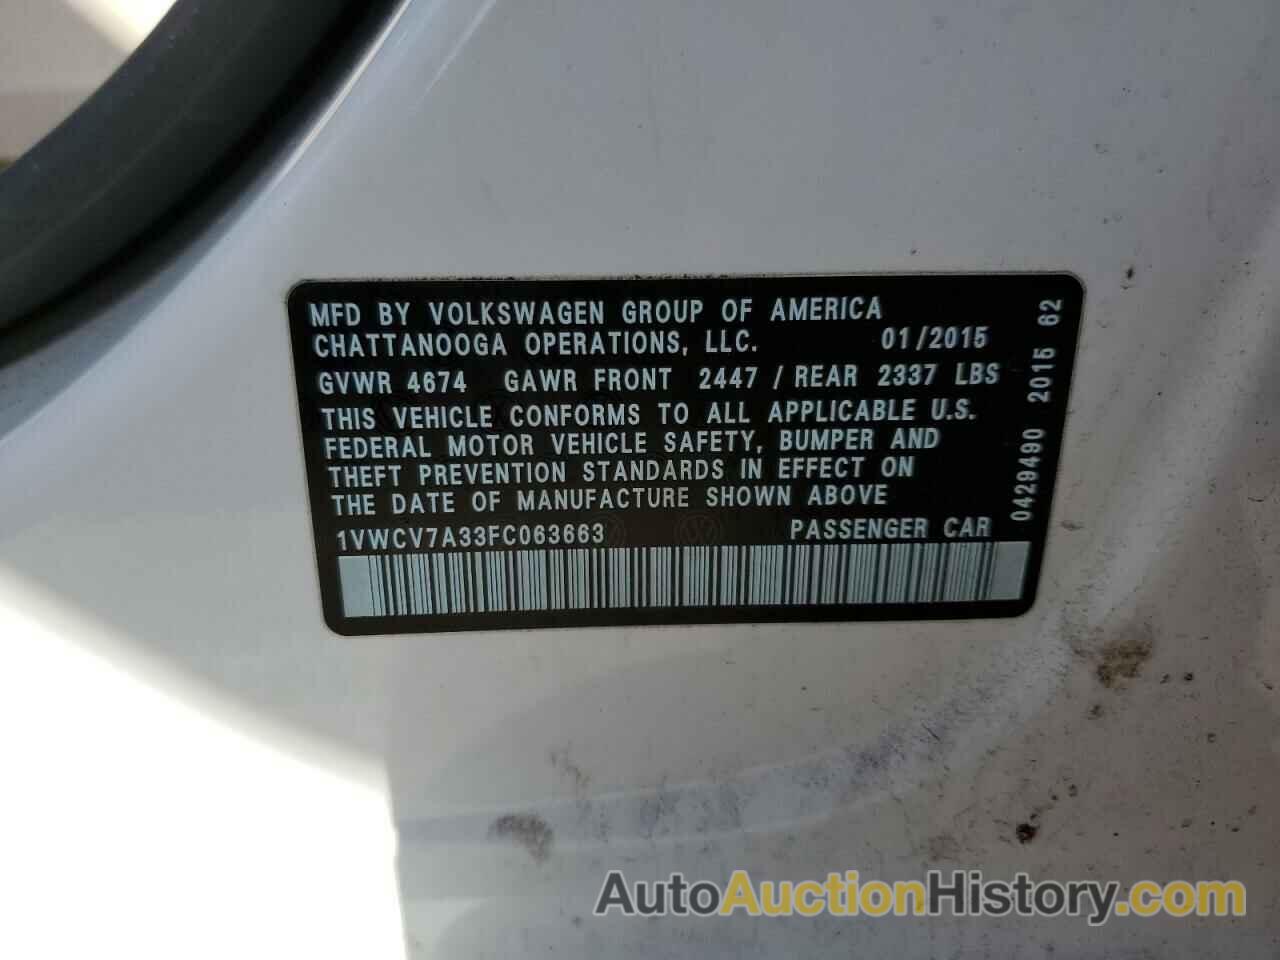 MFD BY VOLKSWAGEN GROUP OF AMERICA
CHATTANOOGA OPERATIONS, LLC. 01/2015
GVWR 4674 GAWR FRONT 2447 / REAR 2337 LBS
THIS VEHICLE CONFORMS TO ALL APPLICABLE U.S.
FEDERAL MOTOR VEHICLE SAFETY, BUMPER AND
THEFT PREVENTION STANDARDS IN EFFECT ON
THE DATE OF MANUFACTURE SHOWN ABOVE
1VWCV7A33FC063663 PASSENGER CAR
0429490 2015 62
AutoAuctionHistory.com